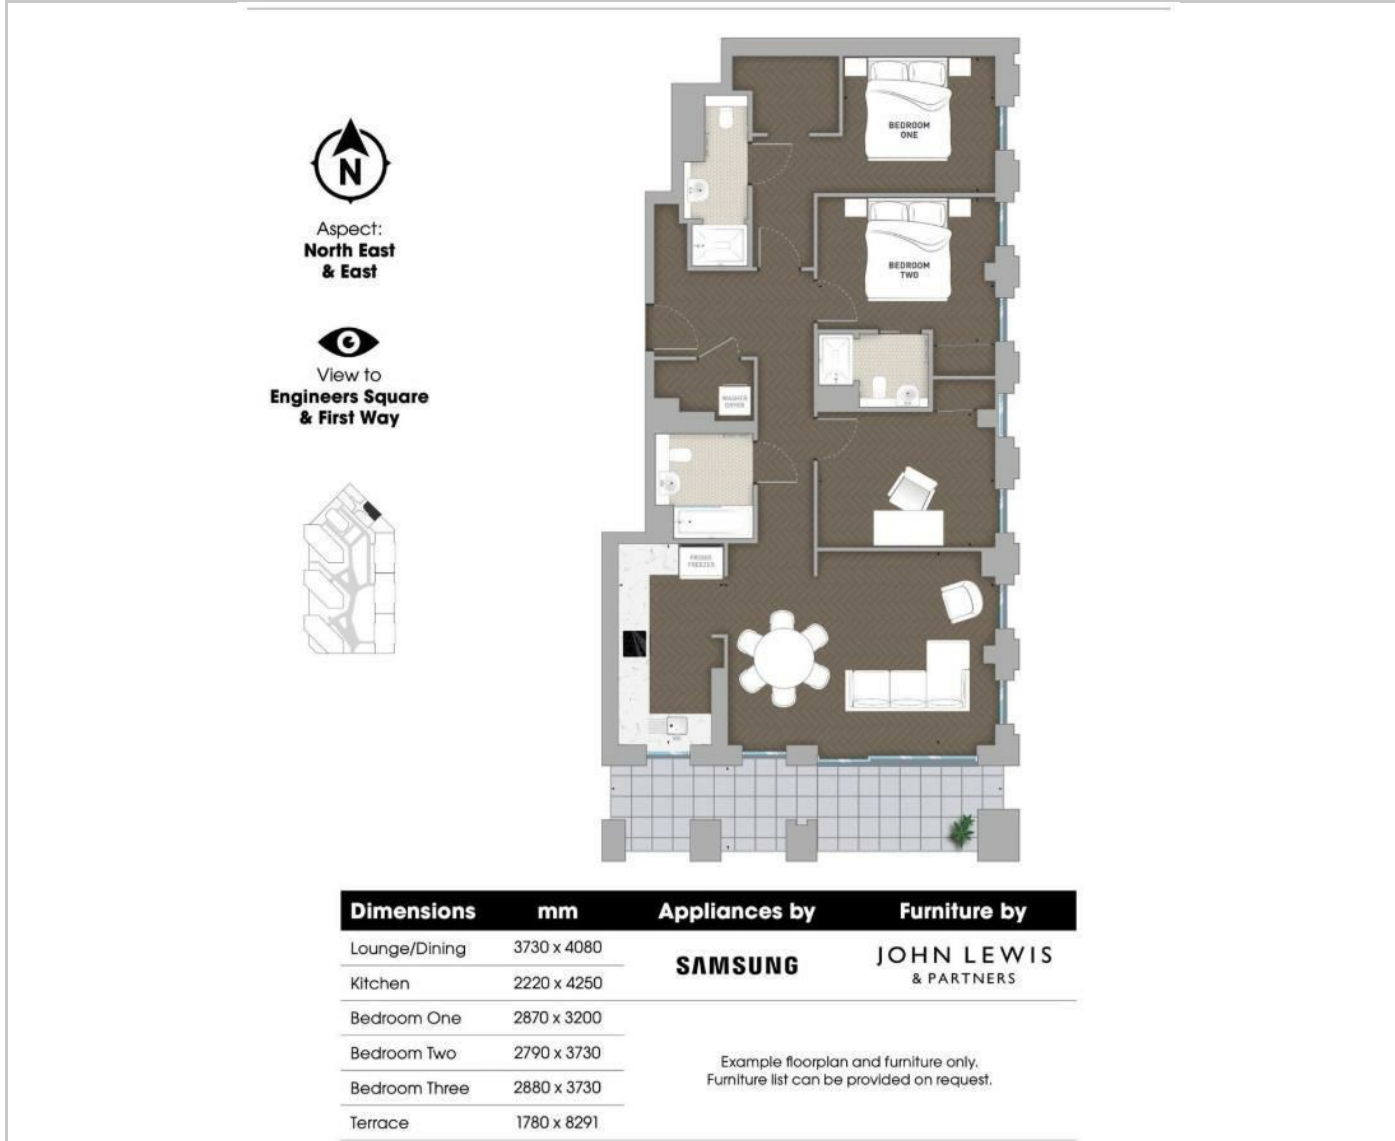 N
Aspect:
North East
& East
View to
Engineers Square
& First Way
BEDROOM
ONE
BEDROOM
TWO
WASHER
DRYER
FRIDGE
FREEZER
Dimensions mm Appliances by Furniture by
Lounge/Dining 3730 x 4080
SAMSUNG
JOHN LEWIS
& PARTNERS
Kitchen 2220 x 4250
Bedroom One 2870 x 3200
Bedroom Two 2790 x 3730
Bedroom Three 2880 x 3730
Terrace 1780 x 8291
Example floorplan and furniture only.
Furniture list can be provided on request.